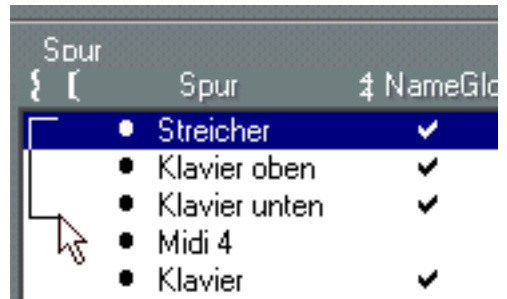 Spur
{ [ Spur NameGlo
Streicher
Klavier oben
Klavier unten
Midi 4
Klavier